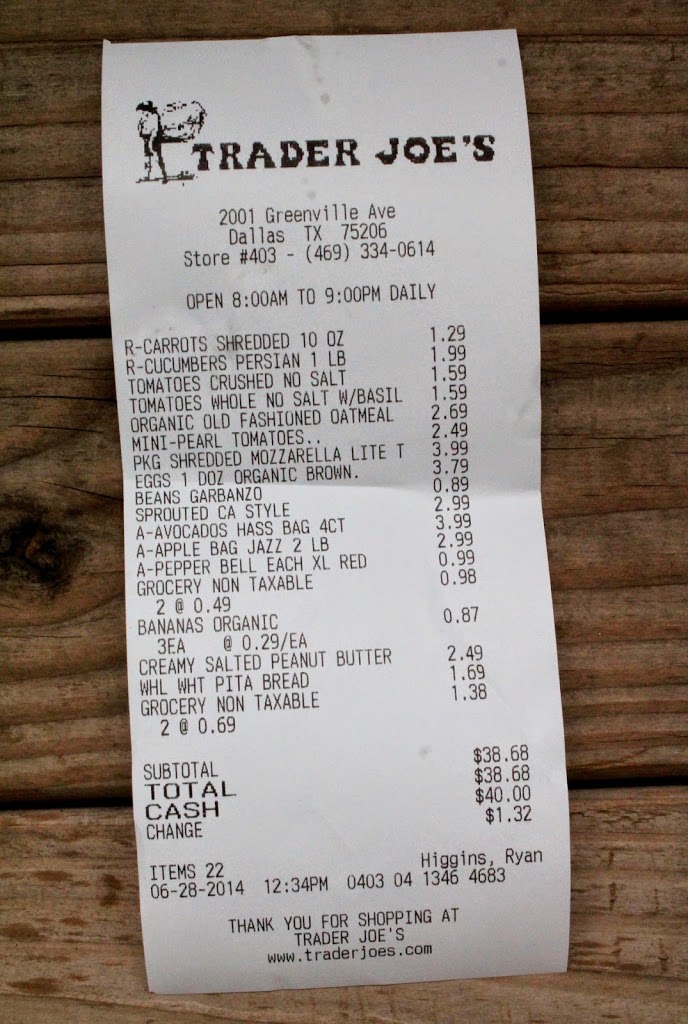 TRADER JOE'S
2001 Greenville Ave
Dallas TX 75206
Store #403 - (469) 334-0614
OPEN 8:00AM TO 9:00PM DAILY
R-CARROTS SHREDDED 10 OZ 1.29
R-CUCUMBERS PERSIAN 1 LB 1.99
TOMATOES CRUSHED NO SALT 1.59
TOMATOES WHOLE NO SALT W/BASIL 1.59
ORGANIC OLD FASHIONED OATMEAL 2.69
MINI-PEARL TOMATOES.. 2.49
PKG SHREDDED MOZZARELLA LITE T 3.99
EGGS 1 DOZ ORGANIC BROWN. 3.79
BEANS GARBANZO 0.89
SPROUTED CA STYLE 2.99
A-AVOCADOS HASS BAG 4CT 3.99
A-APPLE BAG JAZZ 2 LB 2.99
A-PEPPER BELL EACH XL RED 0.99
GROCERY NON TAXABLE 0.98
2 @ 0.49
BANANAS ORGANIC 0.87
3EA @ 0.29/EA
CREAMY SALTED PEANUT BUTTER 2.49
WHL WHT PITA BREAD 1.69
GROCERY NON TAXABLE 1.38
2 @ 0.69
SUBTOTAL $38.68
TOTAL $38.68
CASH $40.00
CHANGE $1.32
ITEMS 22 Higgins, Ryan
06-28-2014 12:34PM 0403 04 1346 4683
THANK YOU FOR SHOPPING AT
TRADER JOE'S
www.traderjoes.com